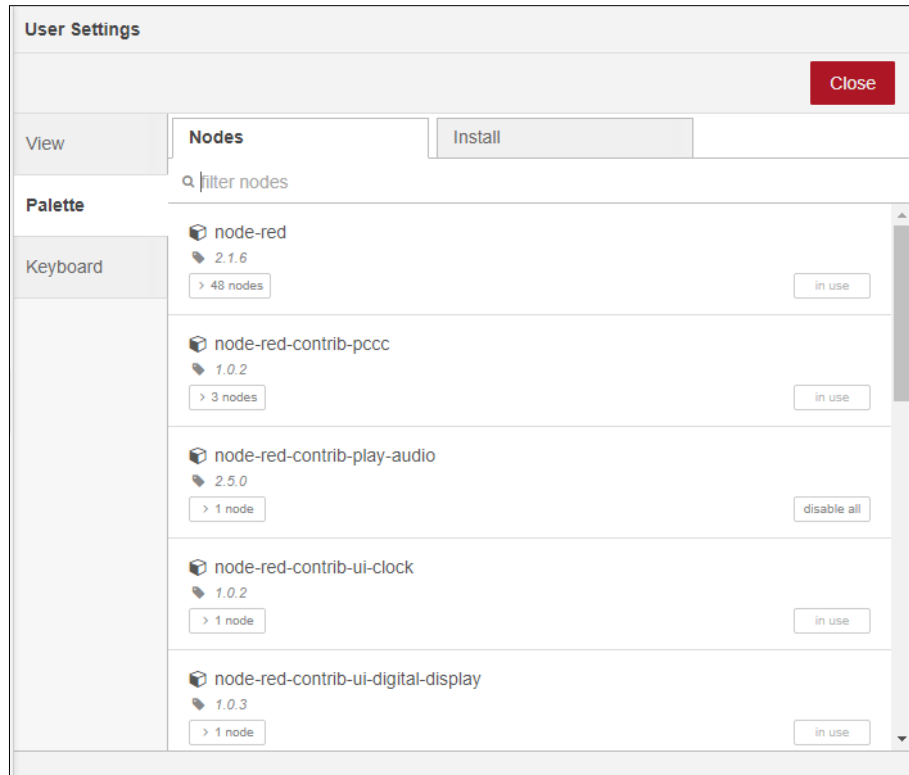 User Settings
Close
View
Palette
Keyboard
Nodes
Install
filter nodes
node-red
2.1.6
> 48 nodes
in use
node-red-contrib-pccc
1.0.2
> 3 nodes
in use
node-red-contrib-play-audio
2.5.0
> 1 node
disable all
node-red-contrib-ui-clock
1.0.2
> 1 node
in use
node-red-contrib-ui-digital-display
1.0.3
> 1 node
in use